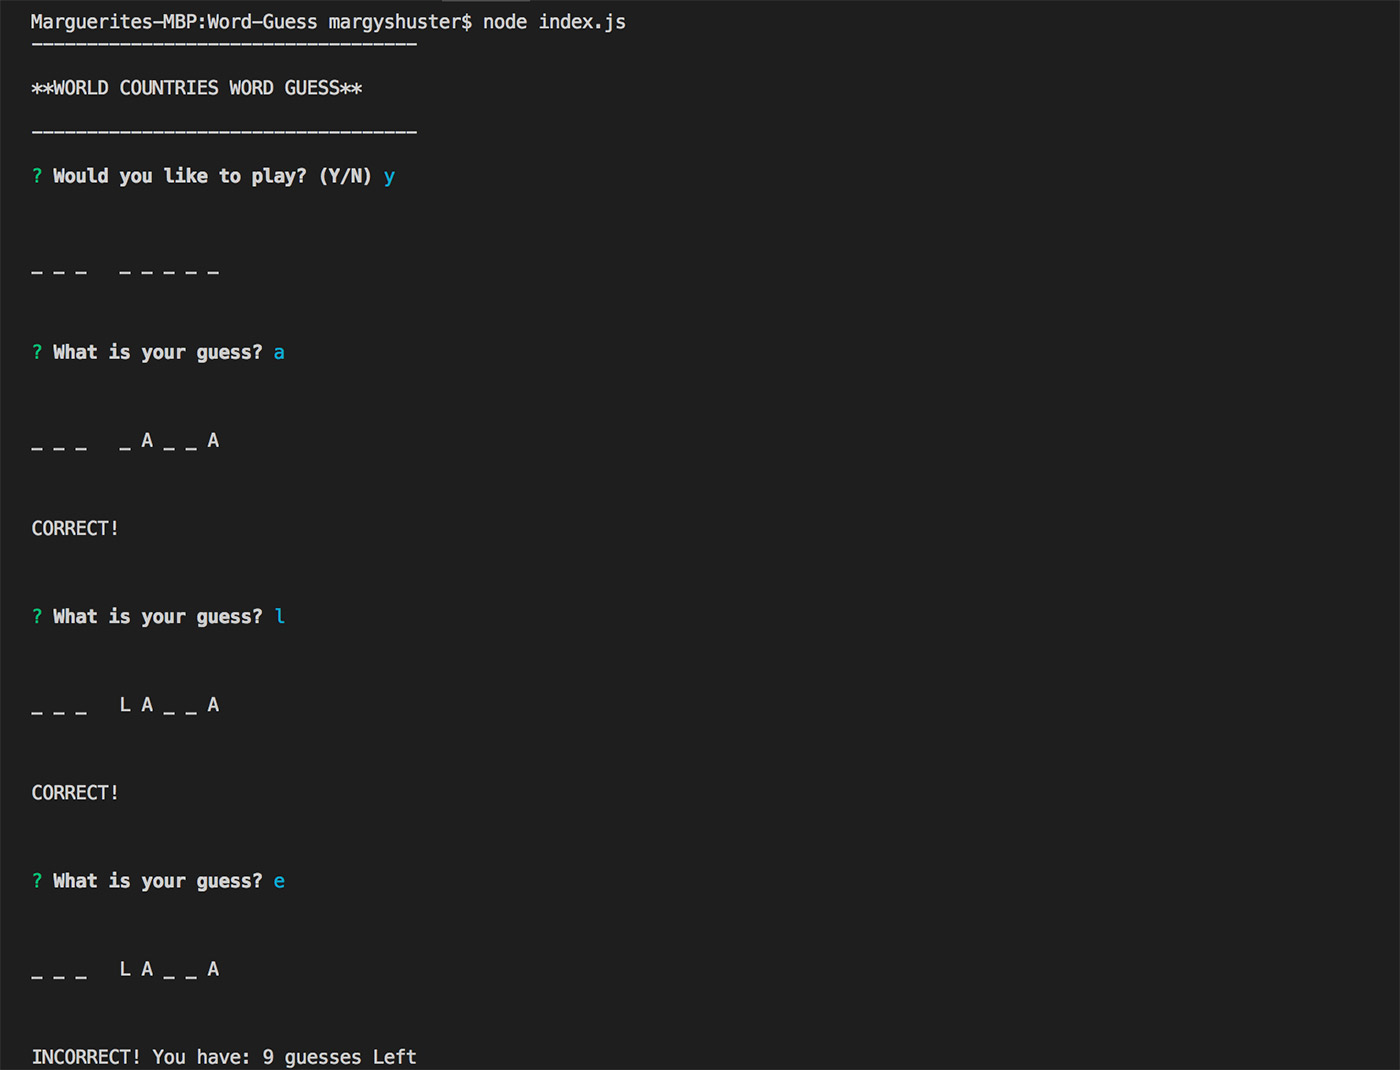 Marguerites-MBP:Word-Guess margyshuster$ node index.js
-----------------------------------
**WORLD COUNTRIES WORD GUESS**
-----------------------------------
? Would you like to play? (Y/N) y
_ _ _   _ _ _ _ _
? What is your guess? a
_ _ _   _ A _ _ A
CORRECT!
? What is your guess? l
_ _ _   L A _ _ A
CORRECT!
? What is your guess? e
_ _ _   L A _ _ A
INCORRECT! You have: 9 guesses Left